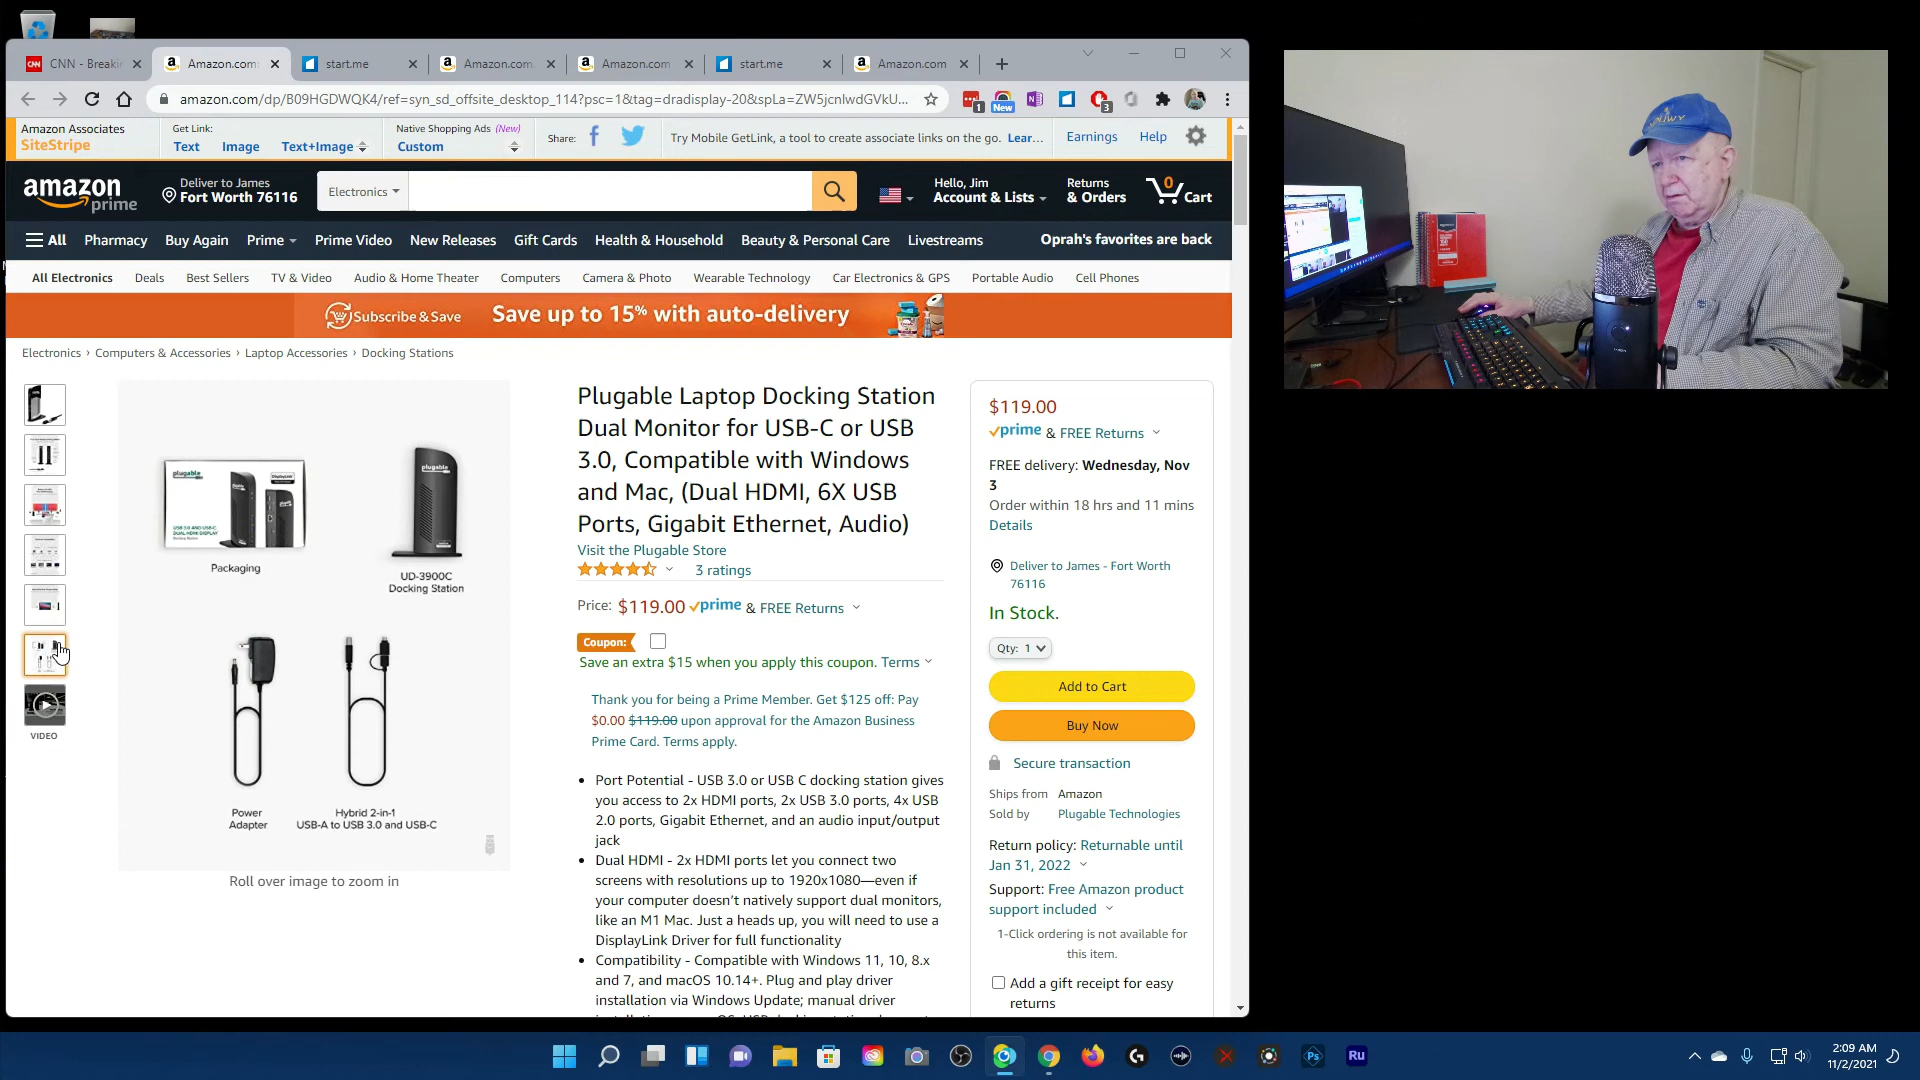 CNN - Breaki
Amazon.com:
start.me
Amazon.com
Amazon.com
start.me
Amazon.com
amazon.com/dp/B09HGDWQK4/ref=syn_sd_offsite_desktop_114?psc=1&tag=dradisplay-20&spLa=ZW5jcnlwdGVkU...
1
New
3
Amazon Associates
SiteStripe
Get Link:
Text
Image
Text+Image
Native Shopping Ads (New)
Custom
Share:
Try Mobile GetLink, a tool to create associate links on the go. Lear...
Earnings
Help
amazon
prime
Deliver to James
Fort Worth 76116
Electronics
Hello, Jim
Account & Lists
Returns
& Orders
0
Cart
All
Pharmacy
Buy Again
Prime
Prime Video
New Releases
Gift Cards
Health & Household
Beauty & Personal Care
Livestreams
Oprah's favorites are back
All Electronics
Deals
Best Sellers
TV & Video
Audio & Home Theater
Computers
Camera & Photo
Wearable Technology
Car Electronics & GPS
Portable Audio
Cell Phones
Subscribe & Save
Save up to 15% with auto-delivery
Electronics › Computers & Accessories › Laptop Accessories › Docking Stations
VIDEO
plugable
USB 3.0 AND USB-C
DUAL HDMI DISPLAY
Docking Station
Packaging
plugable
UD-3900C
Docking Station
Power
Adapter
Hybrid 2-in-1
USB-A to USB 3.0 and USB-C
Roll over image to zoom in
Plugable Laptop Docking Station
Dual Monitor for USB-C or USB
3.0, Compatible with Windows
and Mac, (Dual HDMI, 6X USB
Ports, Gigabit Ethernet, Audio)
Visit the Plugable Store
3 ratings
Price: $119.00 prime & FREE Returns
Coupon:
Save an extra $15 when you apply this coupon. Terms
Thank you for being a Prime Member. Get $125 off: Pay
$0.00 $119.00 upon approval for the Amazon Business
Prime Card. Terms apply.
• Port Potential - USB 3.0 or USB C docking station gives
you access to 2x HDMI ports, 2x USB 3.0 ports, 4x USB
2.0 ports, Gigabit Ethernet, and an audio input/output
jack
• Dual HDMI - 2x HDMI ports let you connect two
screens with resolutions up to 1920x1080—even if
your computer doesn't natively support dual monitors,
like an M1 Mac. Just a heads up, you will need to use a
DisplayLink Driver for full functionality
• Compatibility - Compatible with Windows 11, 10, 8.x
and 7, and macOS 10.14+. Plug and play driver
installation via Windows Update; manual driver
$119.00
prime & FREE Returns
FREE delivery: Wednesday, Nov
3
Order within 18 hrs and 11 mins
Details
Deliver to James - Fort Worth
76116
In Stock.
Qty: 1
Add to Cart
Buy Now
Secure transaction
Ships from Amazon
Sold by Plugable Technologies
Return policy: Returnable until
Jan 31, 2022
Support: Free Amazon product
support included
1-Click ordering is not available for
this item.
Add a gift receipt for easy
returns
Ps
Ru
2:09 AM
11/2/2021